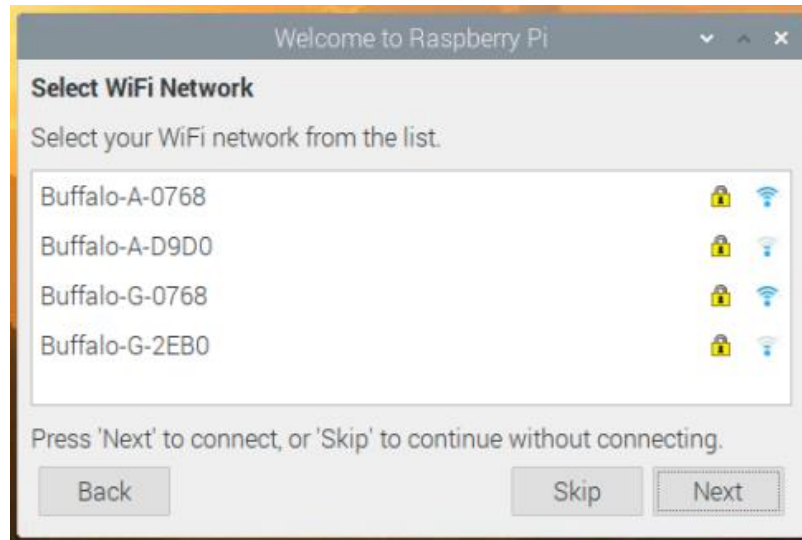 Welcome to Raspberry Pi
Select WiFi Network
Select your WiFi network from the list.
Buffalo-A-0768
Buffalo-A-D9D0
Buffalo-G-0768
Buffalo-G-2EB0
Press 'Next' to connect, or 'Skip' to continue without connecting.
Back Skip Next